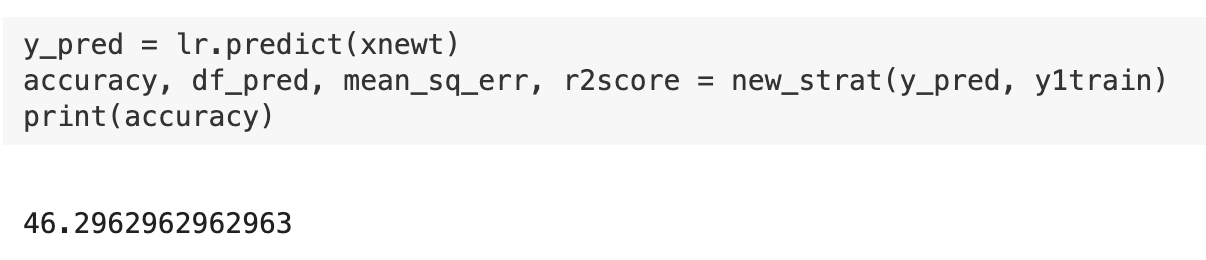 y_pred = lr.predict(xnewt)
accuracy, df_pred, mean_sq_err, r2score = new_strat(y_pred, y1train)
print(accuracy)
46.2962962962963